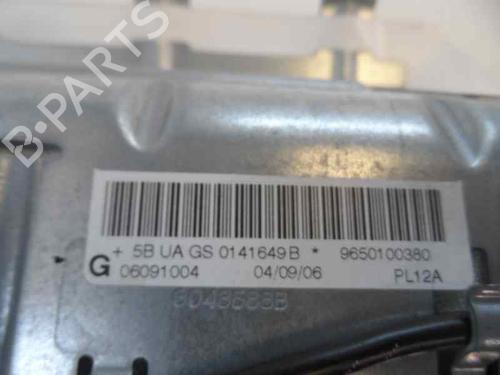 B-PARTS
+ 5B UA GS 0141649 B * 9650100380
G 06091004 04/09/06 PL12A